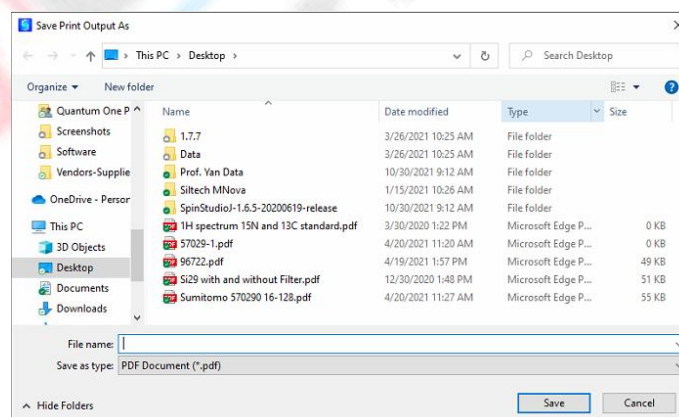 Save Print Output As
This PC > Desktop >
Search Desktop
Organize
New folder
Quantum One P
Screenshots
Software
Vendors-Supplie
OneDrive - Person
This PC
3D Objects
Desktop
Documents
Downloads
Name Date modified Type Size
1.7.7 3/26/2021 10:25 AM File folder
Data 3/26/2021 10:25 AM File folder
Prof. Yan Data 10/30/2021 9:12 AM File folder
Siltech MNova 1/15/2021 10:26 AM File folder
SpinStudioJ-1.6.5-20200619-release 10/30/2021 9:12 AM File folder
1H spectrum 15N and 13C standard.pdf 3/30/2020 1:22 PM Microsoft Edge P... 0 KB
57029-1.pdf 4/20/2021 11:20 AM Microsoft Edge P... 0 KB
96722.pdf 4/19/2021 1:57 PM Microsoft Edge P... 49 KB
Si29 with and without Filter.pdf 12/30/2020 1:48 PM Microsoft Edge P... 51 KB
Sumitomo 570290 16-128.pdf 4/20/2021 11:27 AM Microsoft Edge P... 55 KB
File name:
Save as type: PDF Document (*.pdf)
Hide Folders
Save
Cancel